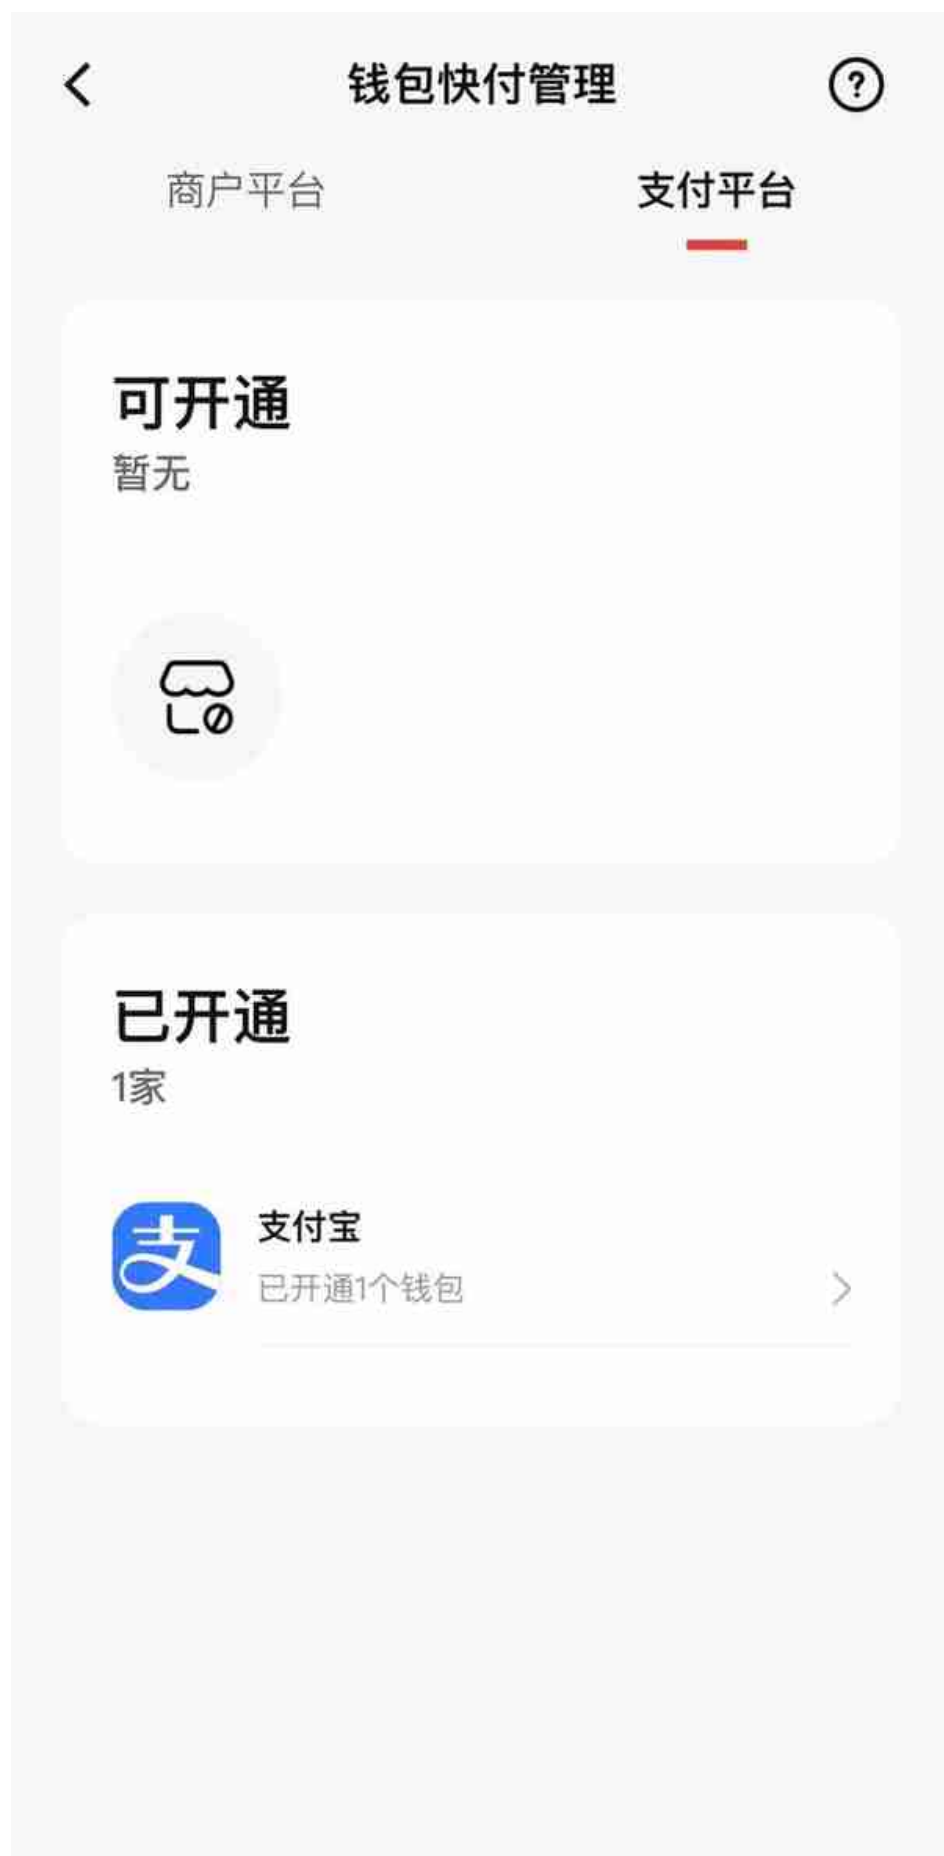 钱包快付管理
商户平台
支付平台
可开通
暂无
已开通
1家
支
支付宝
已开通1个钱包